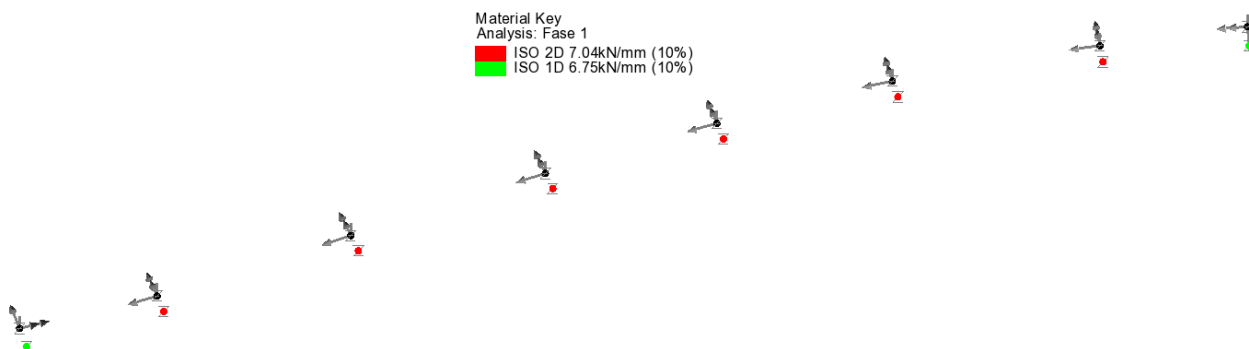 Material Key
Analysis: Fase 1
ISO 2D 7.04kN/mm (10%)
ISO 1D 6.75kN/mm (10%)